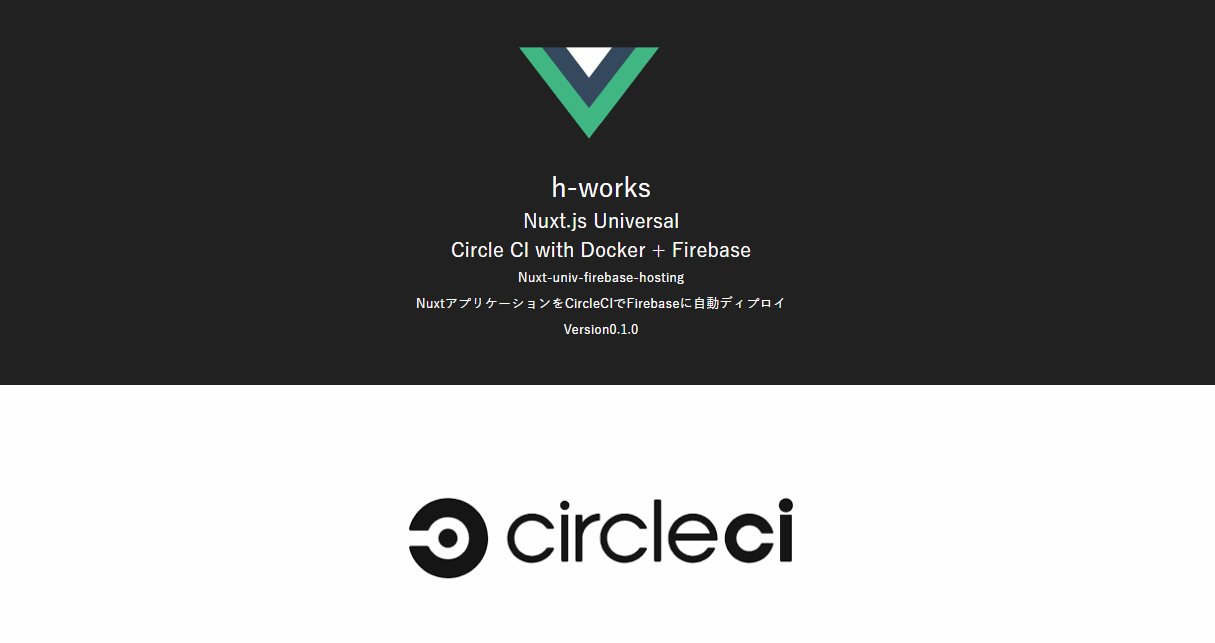 h-works
Nuxt.js Universal
Circle CI with Docker + Firebase
Nuxt-univ-firebase-hosting
NuxtアプリケーションをCircleCIでFirebaseに自動ディプロイ
Version0.1.0
circleci